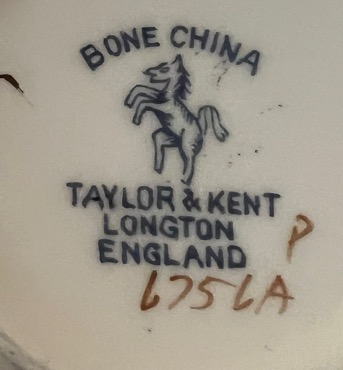 BONE CHINA
TAYLOR & KENT
LONGTON
ENGLAND
P
6756A